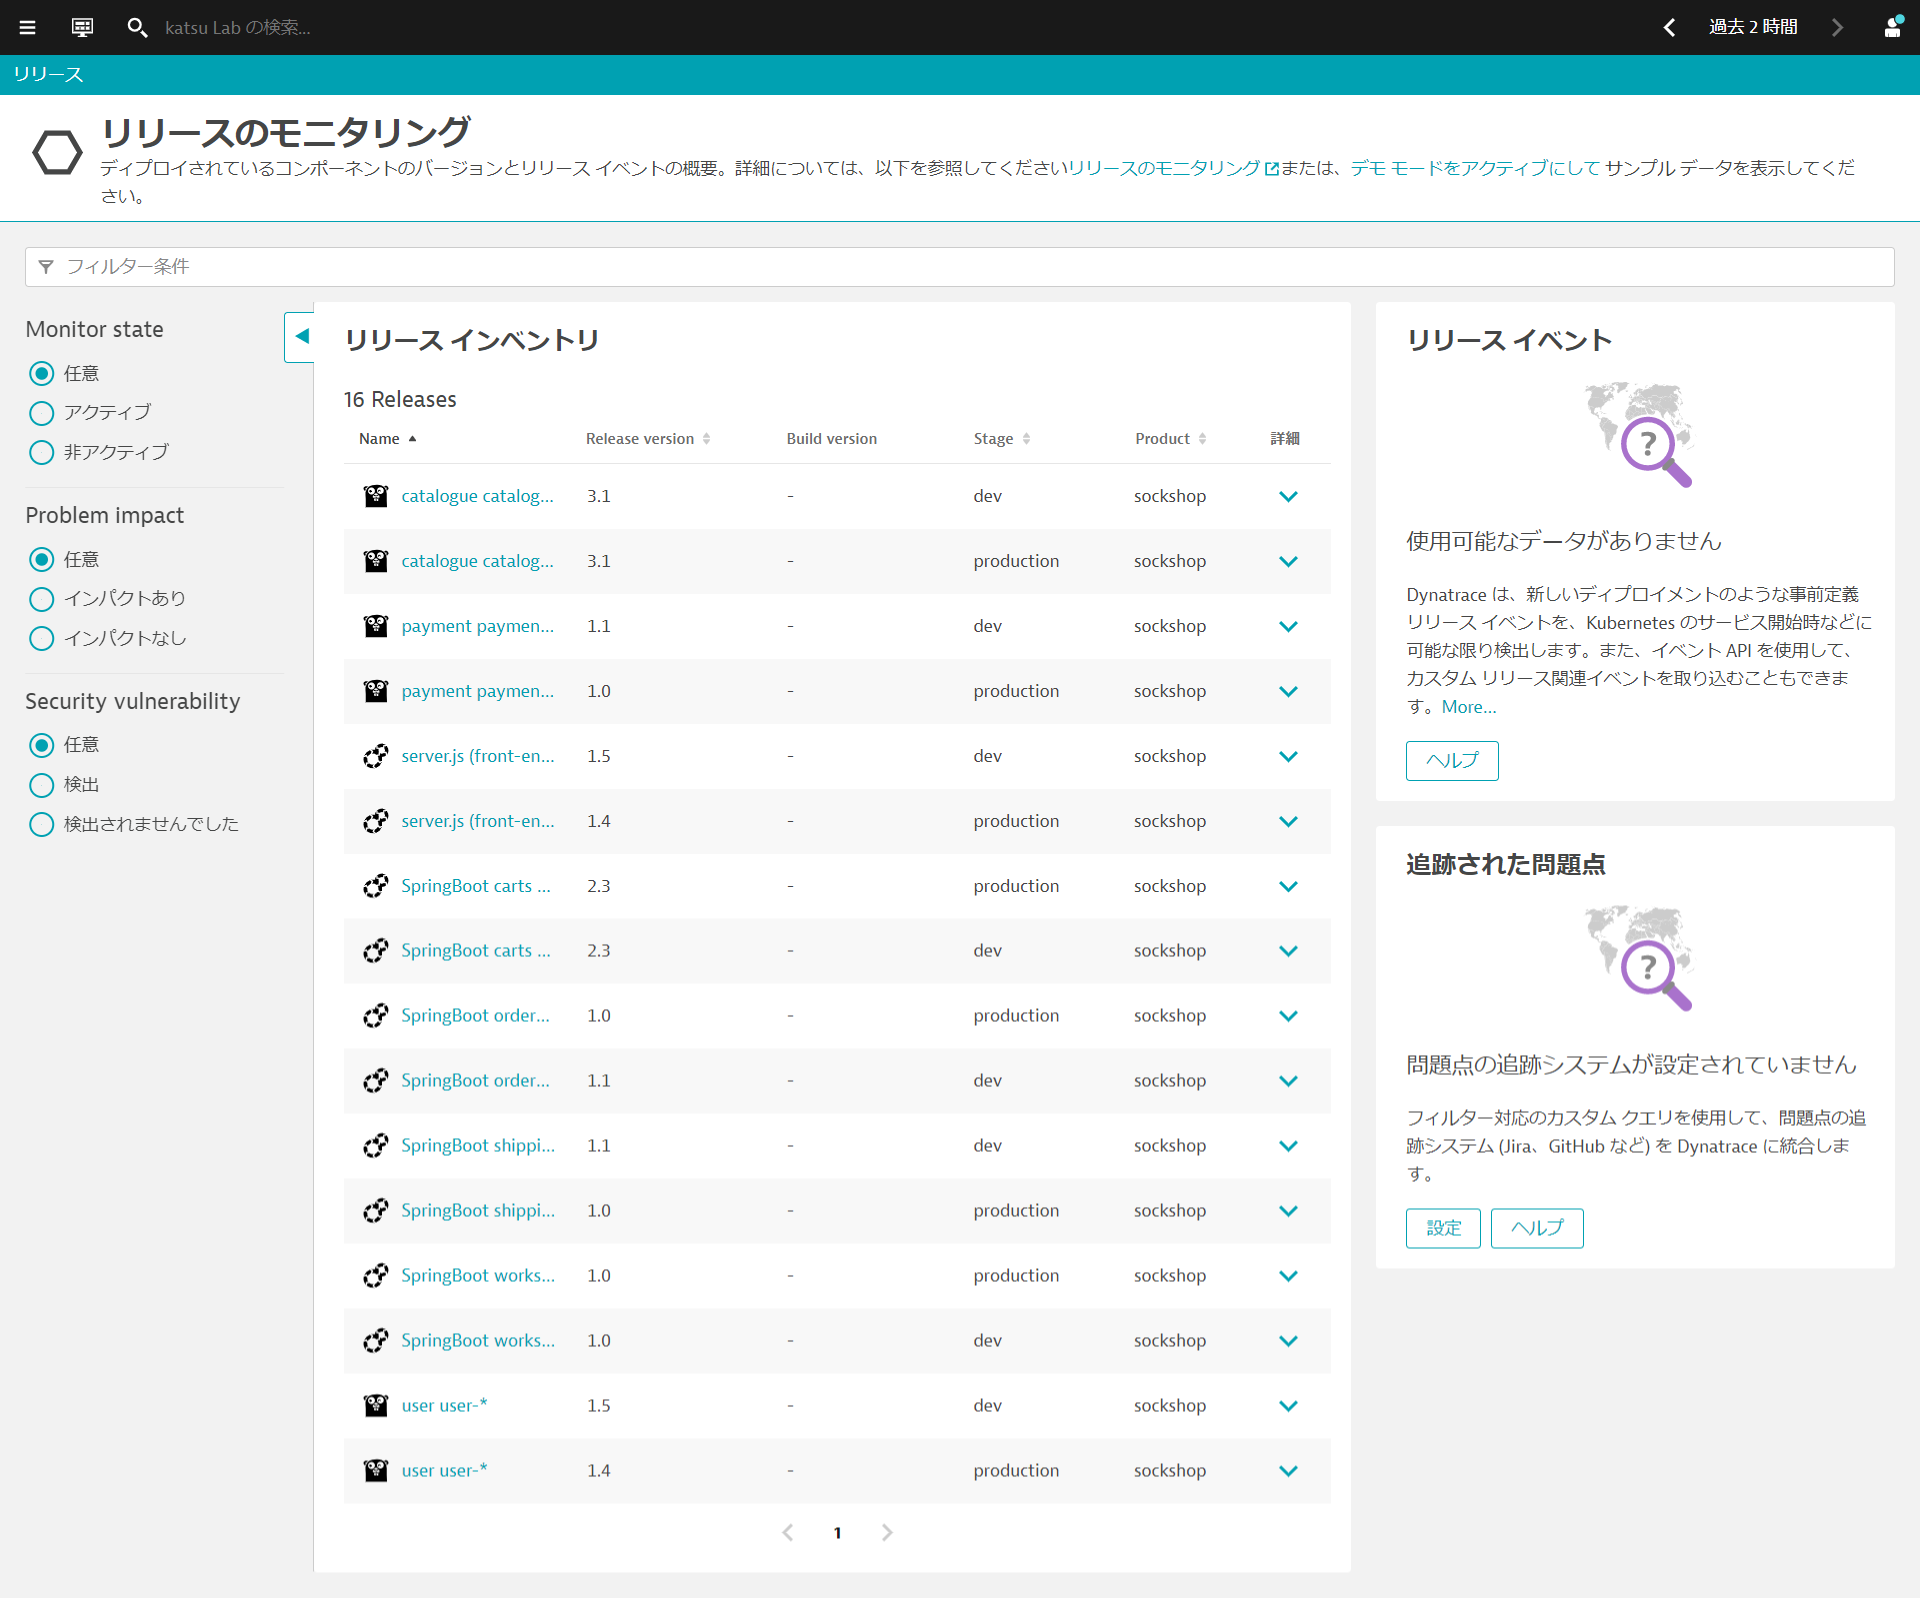 katsu Lab の検索...
過去 2 時間
リリース
リリースのモニタリング
ディプロイされているコンポーネントのバージョンとリリース イベントの概要。詳細については、以下を参照してくださいリリースのモニタリング または、デモ モードをアクティブにして サンプル データを表示してくだ
さい。
フィルター条件
Monitor state
任意
アクティブ
非アクティブ
Problem impact
任意
インパクトあり
インパクトなし
Security vulnerability
任意
検出
検出されませんでした
リリース インベントリ
16 Releases
Name Release version Build version Stage Product 詳細
catalogue catalog... 3.1 - dev sockshop
catalogue catalog... 3.1 - production sockshop
payment paymen... 1.1 - dev sockshop
payment paymen... 1.0 - production sockshop
server.js (front-en... 1.5 - dev sockshop
server.js (front-en... 1.4 - production sockshop
SpringBoot carts ... 2.3 - production sockshop
SpringBoot carts ... 2.3 - dev sockshop
SpringBoot order... 1.0 - production sockshop
SpringBoot order... 1.1 - dev sockshop
SpringBoot shippi... 1.1 - dev sockshop
SpringBoot shippi... 1.0 - production sockshop
SpringBoot works... 1.0 - production sockshop
SpringBoot works... 1.0 - dev sockshop
user user-* 1.5 - dev sockshop
user user-* 1.4 - production sockshop
1
リリース イベント
?
使用可能なデータがありません
Dynatrace は、新しいディプロイメントのような事前定義
リリース イベントを、Kubernetes のサービス開始時などに
可能な限り検出します。また、イベント API を使用して、
カスタム リリース関連イベントを取り込むこともできま
す。More...
ヘルプ
追跡された問題点
?
問題点の追跡システムが設定されていません
フィルター対応のカスタム クエリを使用して、問題点の追
跡システム (Jira、GitHub など) を Dynatrace に統合しま
す。
設定 ヘルプ